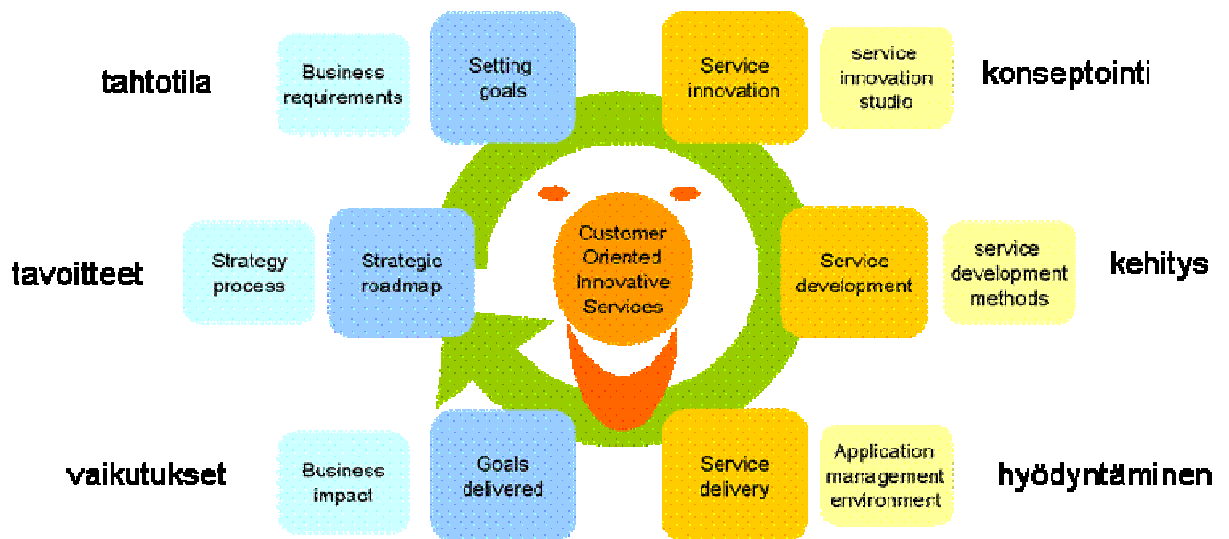 tahtotila
Business
requirements
Setting
goals
Service
innovation
service
innovation
studio
konseptointi
tavoitteet
Strategy
process
Strategic
roadmap
Customer
Oriented
Innovative
Services
Service
development
service
development
methods
kehitys
vaikutukset
Business
impact
Goals
delivered
Service
delivery
Application
management
environment
hyödyntäminen